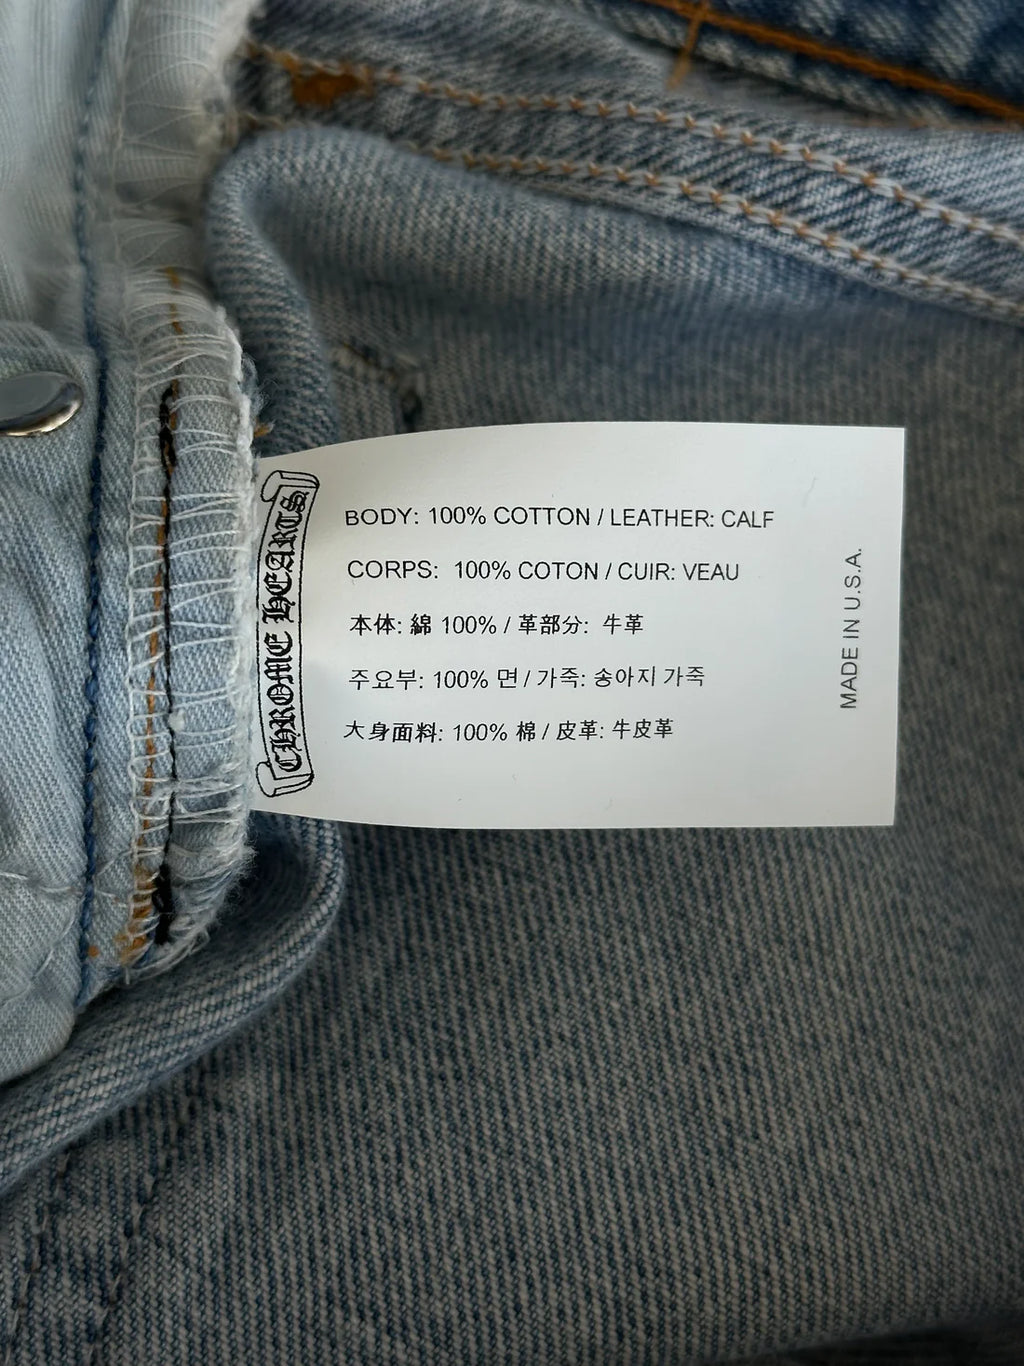 CHROME HEARTS
BODY: 100% COTTON / LEATHER: CALF
CORPS: 100% COTON / CUIR: VEAU
本体: 綿 100% / 革部分: 牛革
주요부: 100% 면 / 가죽: 송아지 가죽
大身面料: 100% 棉 / 皮革: 牛皮革
MADE IN U.S.A.